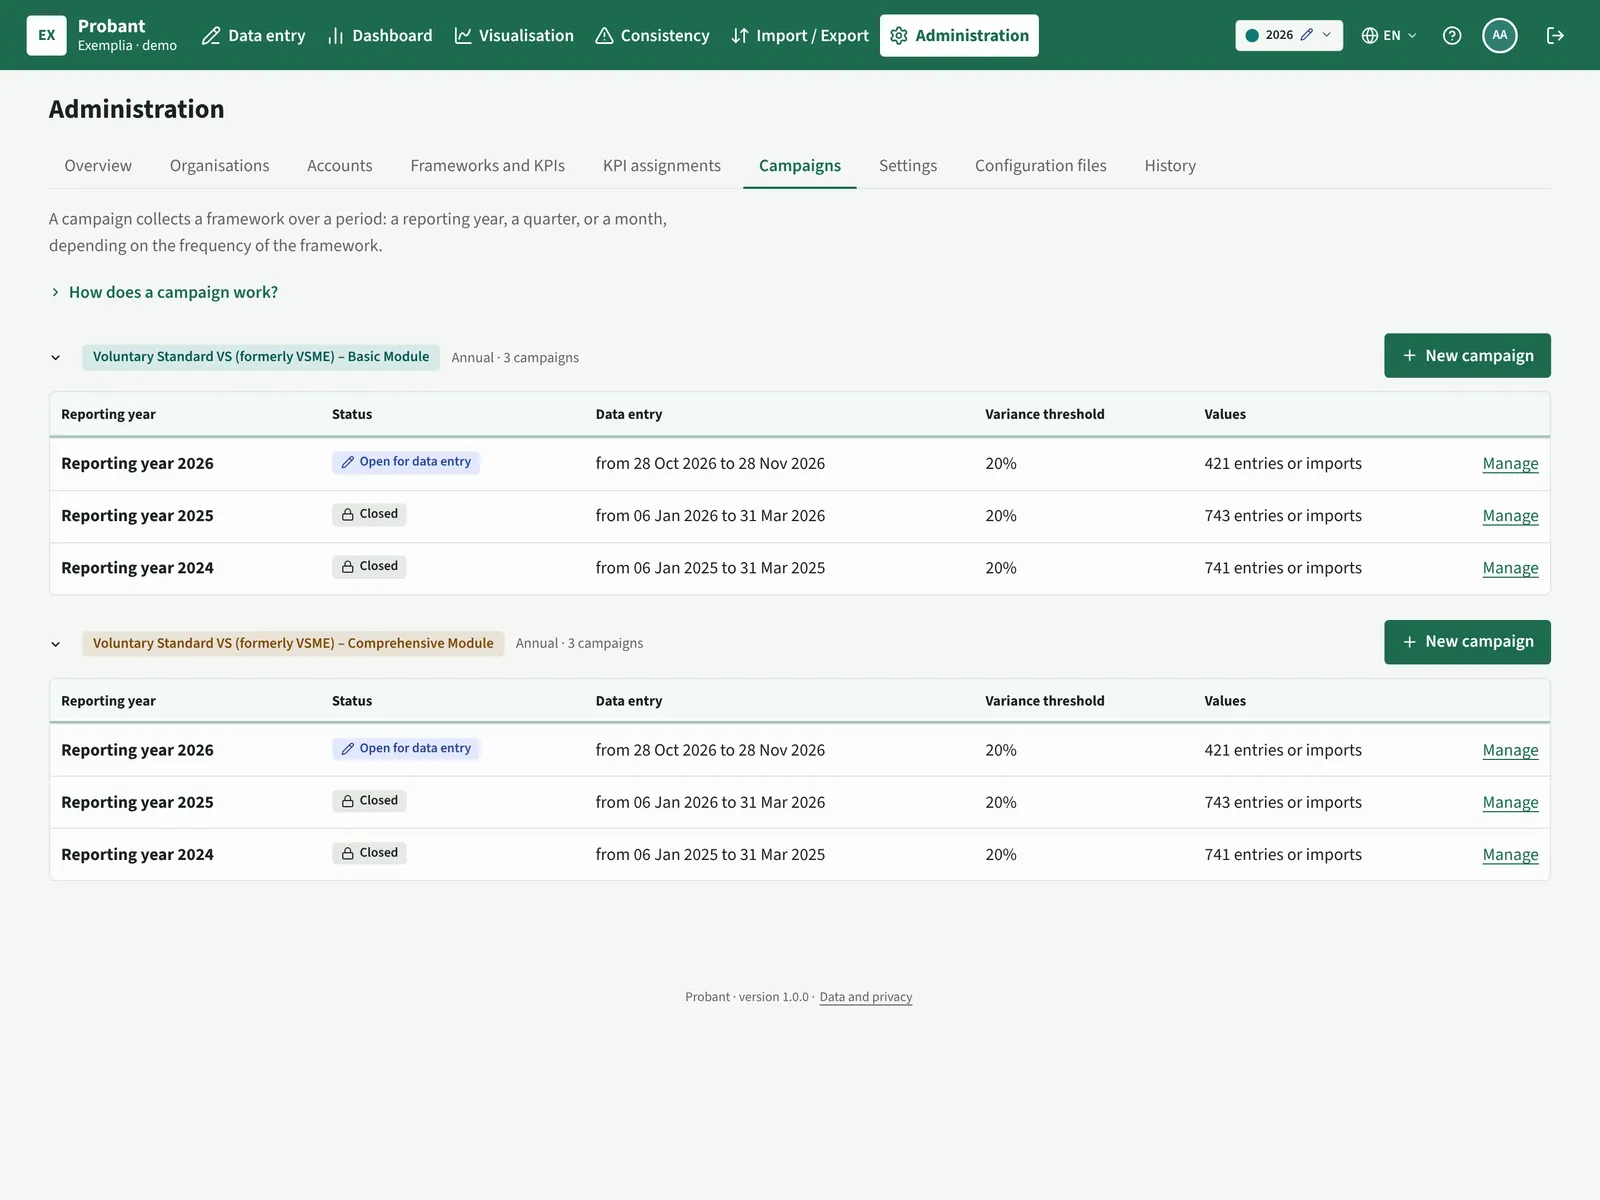 EX
Probant
Exemplia · demo
Data entry
Dashboard
Visualisation
Consistency
Import / Export
Administration
2026
EN
AA
Administration
Overview
Organisations
Accounts
Frameworks and KPIs
KPI assignments
Campaigns
Settings
Configuration files
History
A campaign collects a framework over a period: a reporting year, a quarter, or a month,
depending on the frequency of the framework.
How does a campaign work?
Voluntary Standard VS (formerly VSME) – Basic Module Annual · 3 campaigns
New campaign
Reporting year Status Data entry Variance threshold Values
Reporting year 2026 Open for data entry from 28 Oct 2026 to 28 Nov 2026 20% 421 entries or imports Manage
Reporting year 2025 Closed from 06 Jan 2026 to 31 Mar 2026 20% 743 entries or imports Manage
Reporting year 2024 Closed from 06 Jan 2025 to 31 Mar 2025 20% 741 entries or imports Manage
Voluntary Standard VS (formerly VSME) – Comprehensive Module Annual · 3 campaigns
New campaign
Reporting year Status Data entry Variance threshold Values
Reporting year 2026 Open for data entry from 28 Oct 2026 to 28 Nov 2026 20% 421 entries or imports Manage
Reporting year 2025 Closed from 06 Jan 2026 to 31 Mar 2026 20% 743 entries or imports Manage
Reporting year 2024 Closed from 06 Jan 2025 to 31 Mar 2025 20% 741 entries or imports Manage
Probant · version 1.0.0 · Data and privacy